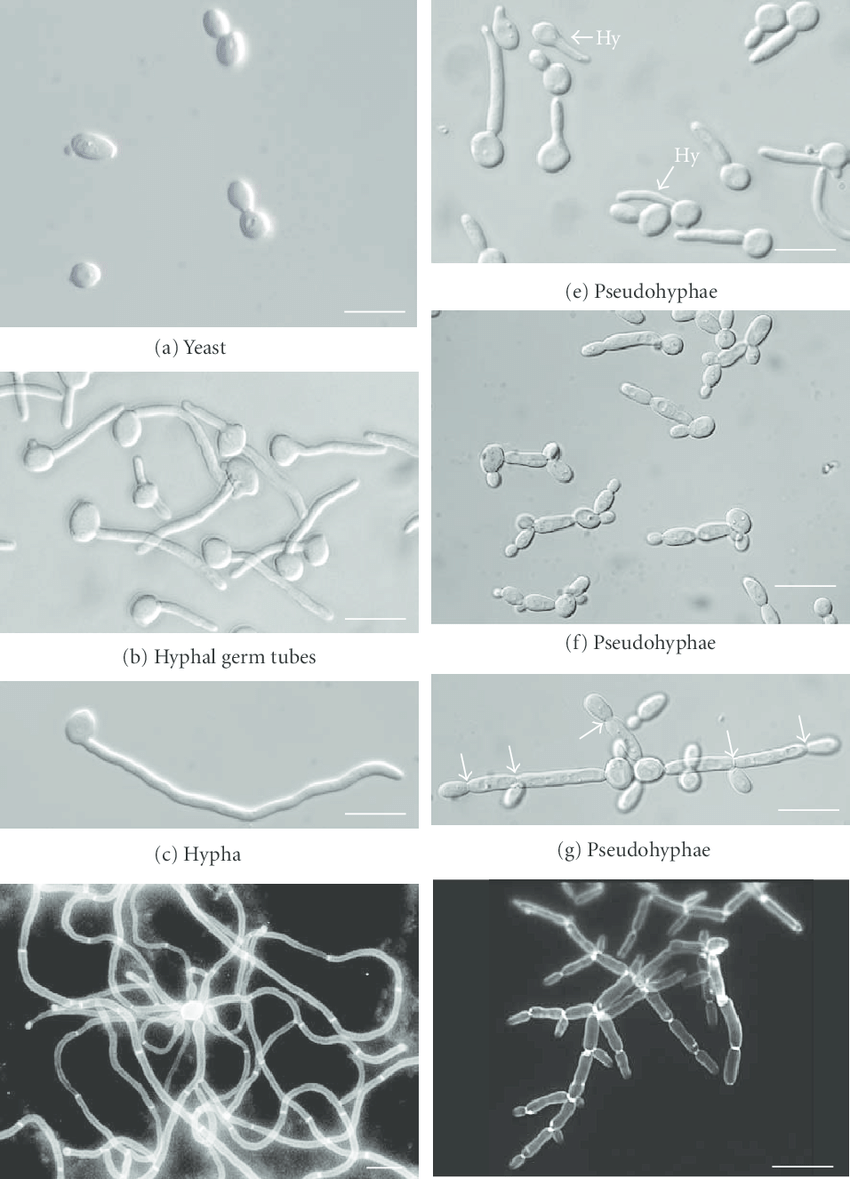 (a) Yeast
(b) Hyphal germ tubes
(c) Hypha
Hy
Hy
(e) Pseudohyphae
(f) Pseudohyphae
(g) Pseudohyphae